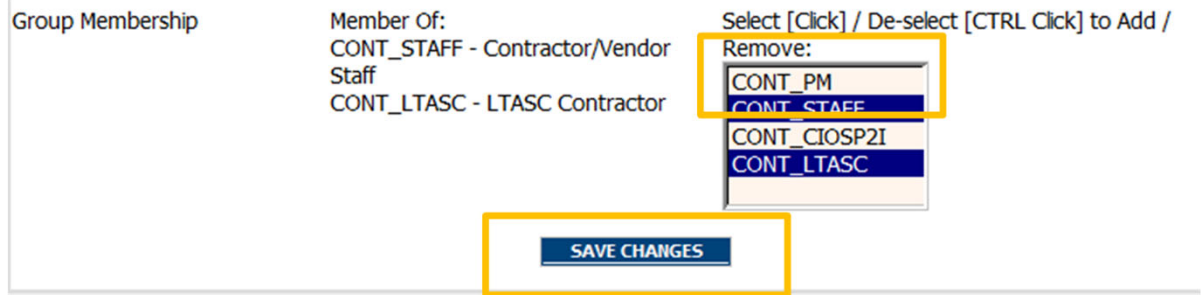 Group Membership
Member Of:
CONT_STAFF - Contractor/Vendor
Staff
CONT_LTASC - LTASC Contractor
Select [Click] / De-select [CTRL Click] to Add /
Remove:
CONT_PM
CONT_STAFF
CONT_CIOSP2I
CONT_LTASC
SAVE CHANGES